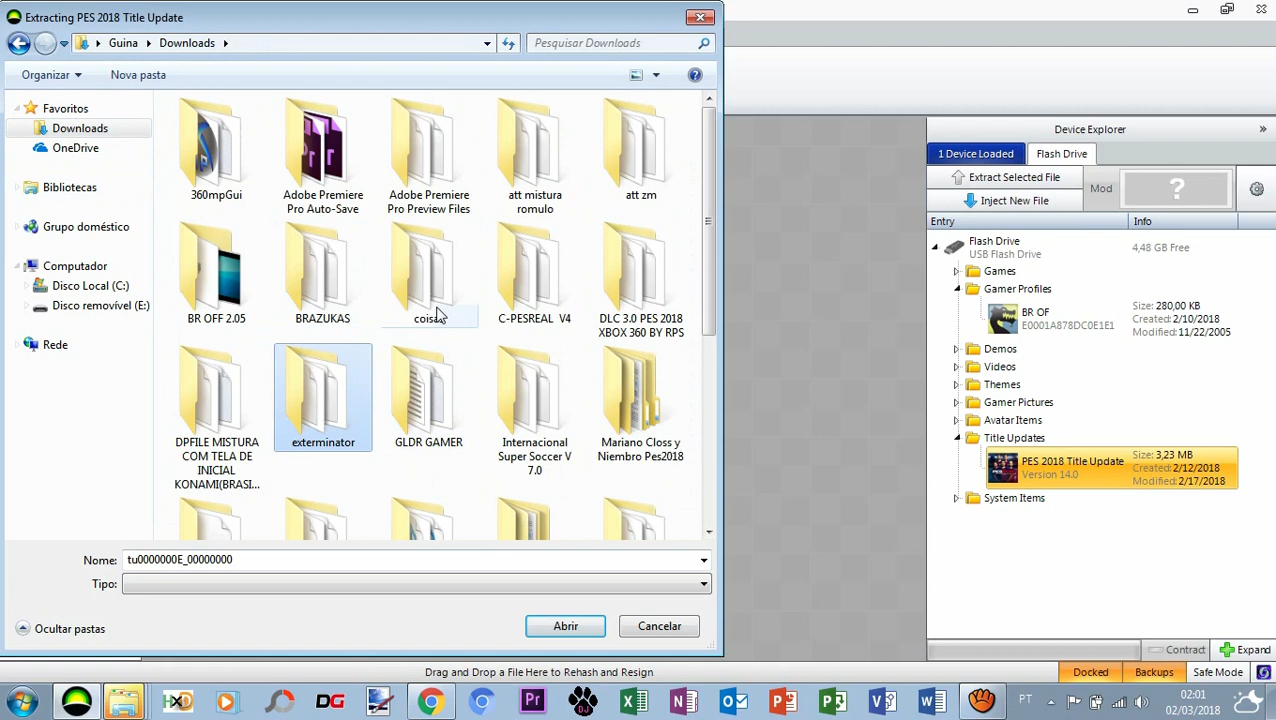 Extracting PES 2018 Title Update
Guina
Downloads
Pesquisar Downloads
Organizar
Nova pasta
Favoritos
Downloads
OneDrive
Bibliotecas
Grupo doméstico
Computador
Disco Local (C:)
Disco removível (E:)
Rede
360mpGui
Adobe Premiere
Pro Auto-Save
Adobe Premiere
Pro Preview Files
att mistura
romulo
att zm
BR OFF 2.05
BRAZUKAS
coisas
C-PESREAL V4
DLC 3.0 PES 2018
XBOX 360 BY RPS
DPFILE MISTURA
COM TELA DE
INICIAL
KONAMI(BRASI...
exterminator
GLDR GAMER
Internacional
Super Soccer V
7.0
Mariano Closs y
Niembro Pes2018
Nome:
tu0000000E_00000000
Tipo:
Ocultar pastas
Abrir
Cancelar
Device Explorer
1 Device Loaded
Flash Drive
Extract Selected File
Inject New File
Mod
?
Entry
Info
Flash Drive
USB Flash Drive
4,48 GB Free
Games
Gamer Profiles
BR OF
E0001A878DC0E1E1
Size: 280,00 KB
Created: 2/10/2018
Modified: 11/22/2005
Demos
Videos
Themes
Gamer Pictures
Avatar Items
Title Updates
PES 2018 Title Update
Version 14.0
Size: 3,23 MB
Created: 2/12/2018
Modified: 2/17/2018
System Items
Contract
Expand
Drag and Drop a File Here to Rehash and Resign
Docked
Backups
Safe Mode
HxD
DG
Pr
DJ
PT
02:01
02/03/2018